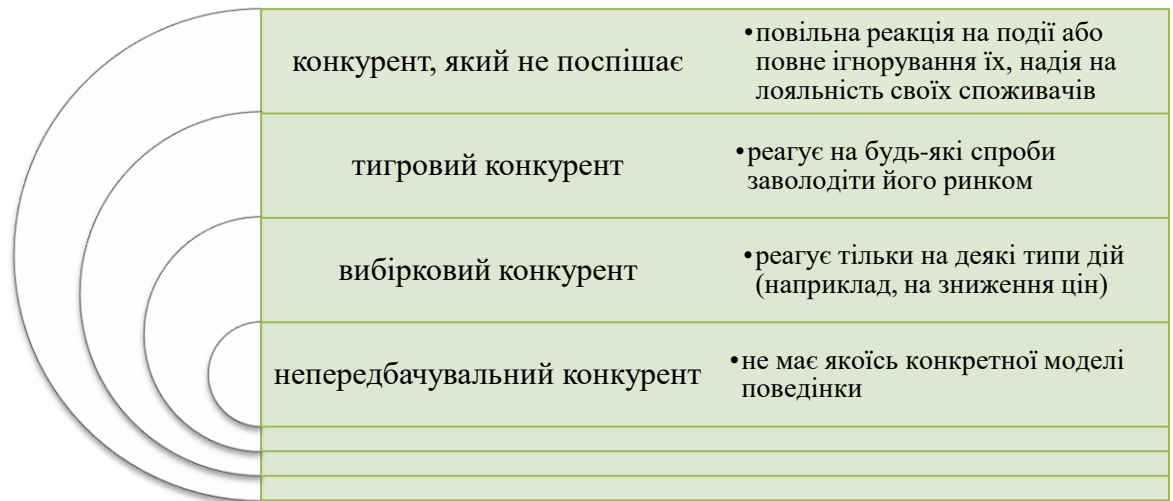 конкурент, який не поспішає
•повільна реакція на події або
повне ігнорування їх, надія на
лояльність своїх споживачів
тигровий конкурент
•реагує на будь-які спроби
заволодіти його ринком
вибірковий конкурент
•реагує тільки на деякі типи дій
(наприклад, на зниження цін)
непередбачувальний конкурент
•не має якоїсь конкретної моделі
поведінки